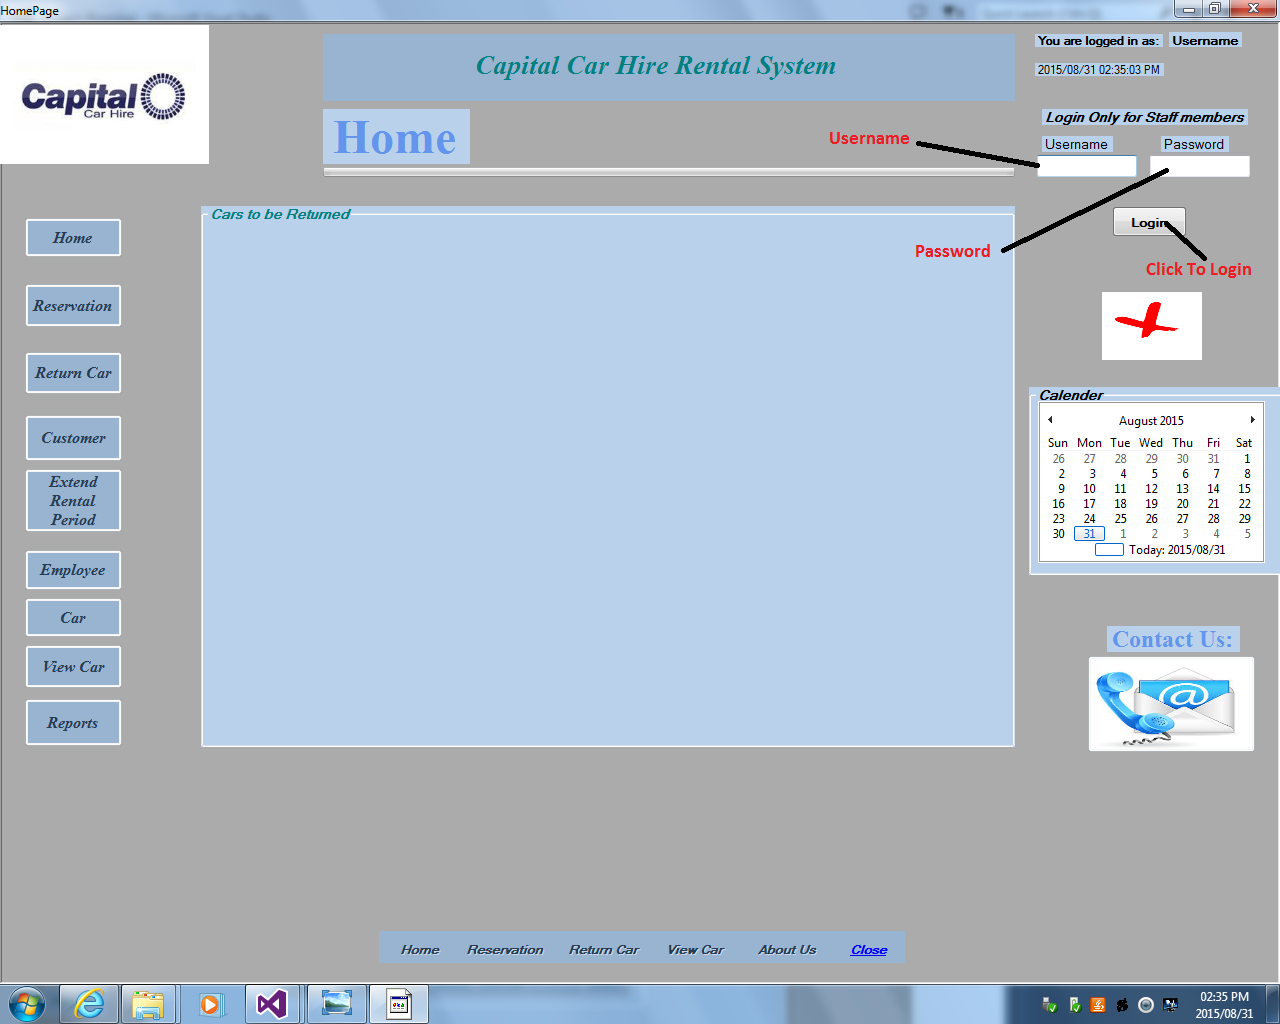 HomePage
Capital
Car Hire
Capital Car Hire Rental System
You are logged in as: Username
2015/08/31 02:35:03 PM
Home
Login Only for Staff members
Username Password
Username
Login
Password
Click To Login
Cars to be Returned
Home
Reservation
Return Car
Customer
Extend
Rental
Period
Employee
Car
View Car
Reports
Calender
August 2015
Sun Mon Tue Wed Thu Fri Sat
26 27 28 29 30 31 1
2 3 4 5 6 7 8
9 10 11 12 13 14 15
16 17 18 19 20 21 22
23 24 25 26 27 28 29
30 31 1 2 3 4 5
Today: 2015/08/31
Contact Us:
@
Home Reservation Return Car View Car About Us Close
02:35 PM
2015/08/31